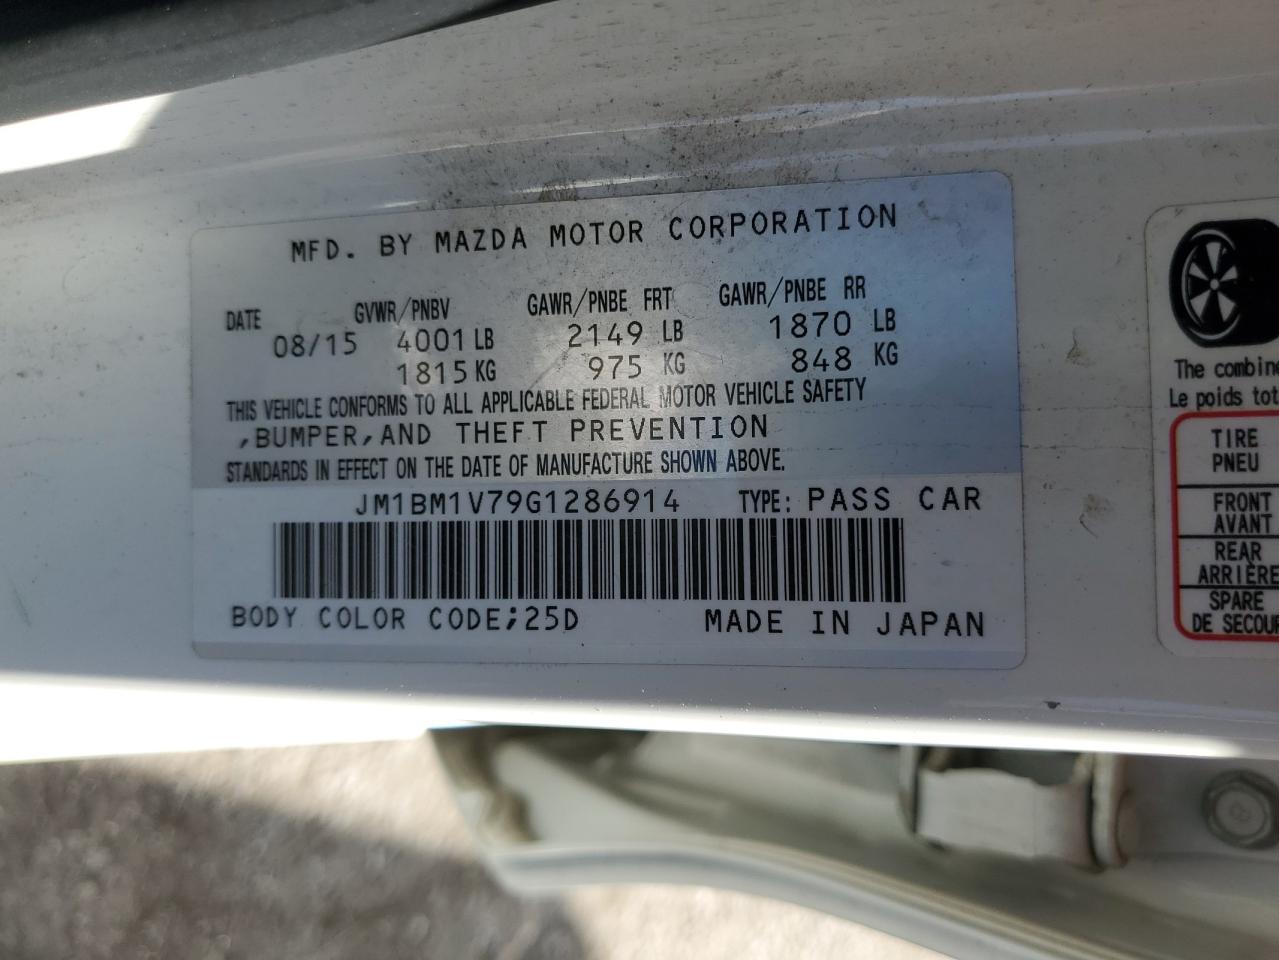 MFD. BY MAZDA MOTOR CORPORATION
DATE GVWR/PNBV GAWR/PNBE FRT GAWR/PNBE RR
08/15 4001 LB 2149 LB 1870 LB
1815 KG 975 KG 848 KG
THIS VEHICLE CONFORMS TO ALL APPLICABLE FEDERAL MOTOR VEHICLE SAFETY
,BUMPER,AND THEFT PREVENTION
STANDARDS IN EFFECT ON THE DATE OF MANUFACTURE SHOWN ABOVE.
JM1BM1V79G1286914 TYPE: PASS CAR
BODY COLOR CODE;25D MADE IN JAPAN
The combine
Le poids tot
TIRE
PNEU
FRONT
AVANT
REAR
ARRIÈRE
SPARE
DE SECOUR